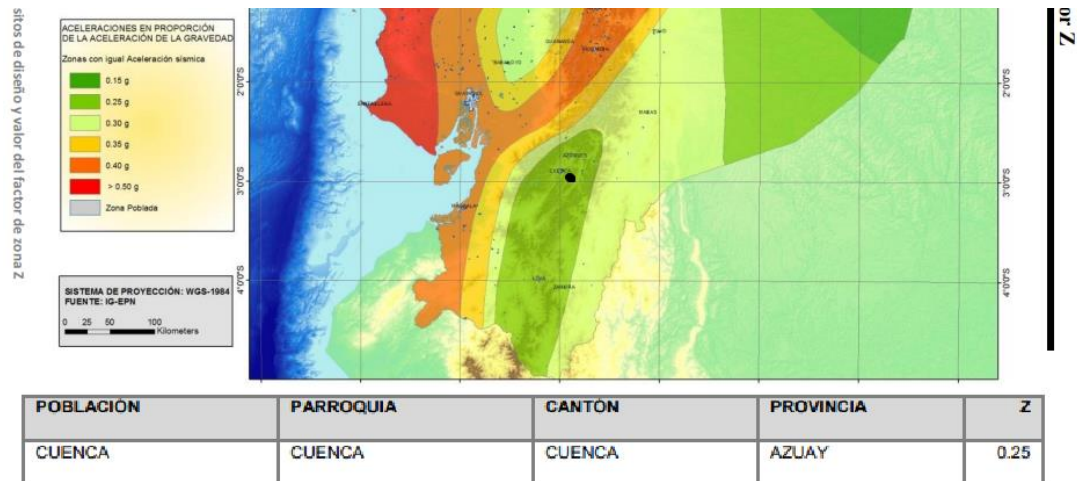 ACELERACIONES EN PROPORCIÓN
DE LA ACELERACIÓN DE LA GRAVEDAD
Zonas con igual Aceleración sísmica
0.15 g
0.25 g
0.30 g
0.35 g
0.40 g
> 0.50 g
Zona Poblada
SISTEMA DE PROYECCIÓN: WGS-1984
FUENTE: IG-EPN
0 25 50 100
Kilometers
sitos de diseño y valor del factor de zona Z
or Z
2°0'0"S
3°0'0"S
4°0'0"S
2°0'0"S
3°0'0"S
4°0'0"S
LOJA
ZAMORA
POBLACIÓN PARROQUIA CANTÓN PROVINCIA Z
CUENCA CUENCA CUENCA AZUAY 0.25